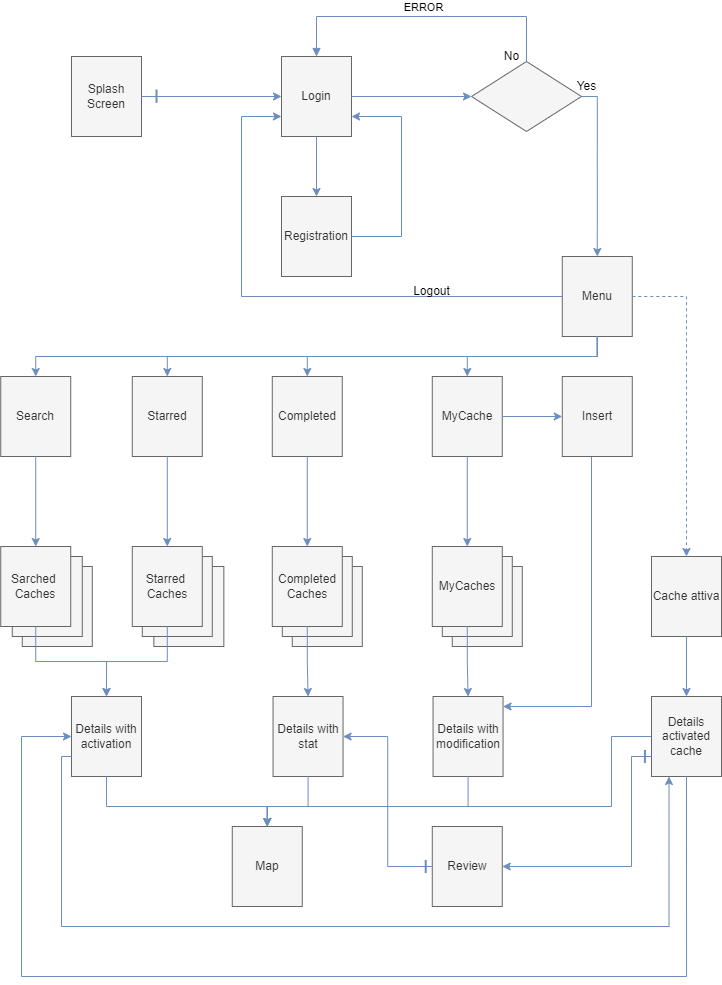 ERROR
No
Yes
Splash
Screen
Login
Registration
Logout
Menu
Search
Starred
Completed
MyCache
Insert
Sarched
Caches
Starred
Caches
Completed
Caches
MyCaches
Cache attiva
Details with
activation
Details with
stat
Details with
modification
Details
activated
cache
Map
Review